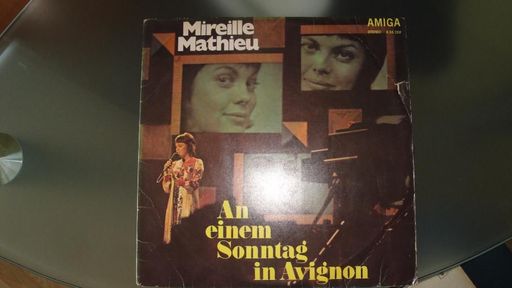 Mireille
Mathieu
AMIGA
STEREO
An
einem
Sonntag
in Avignon